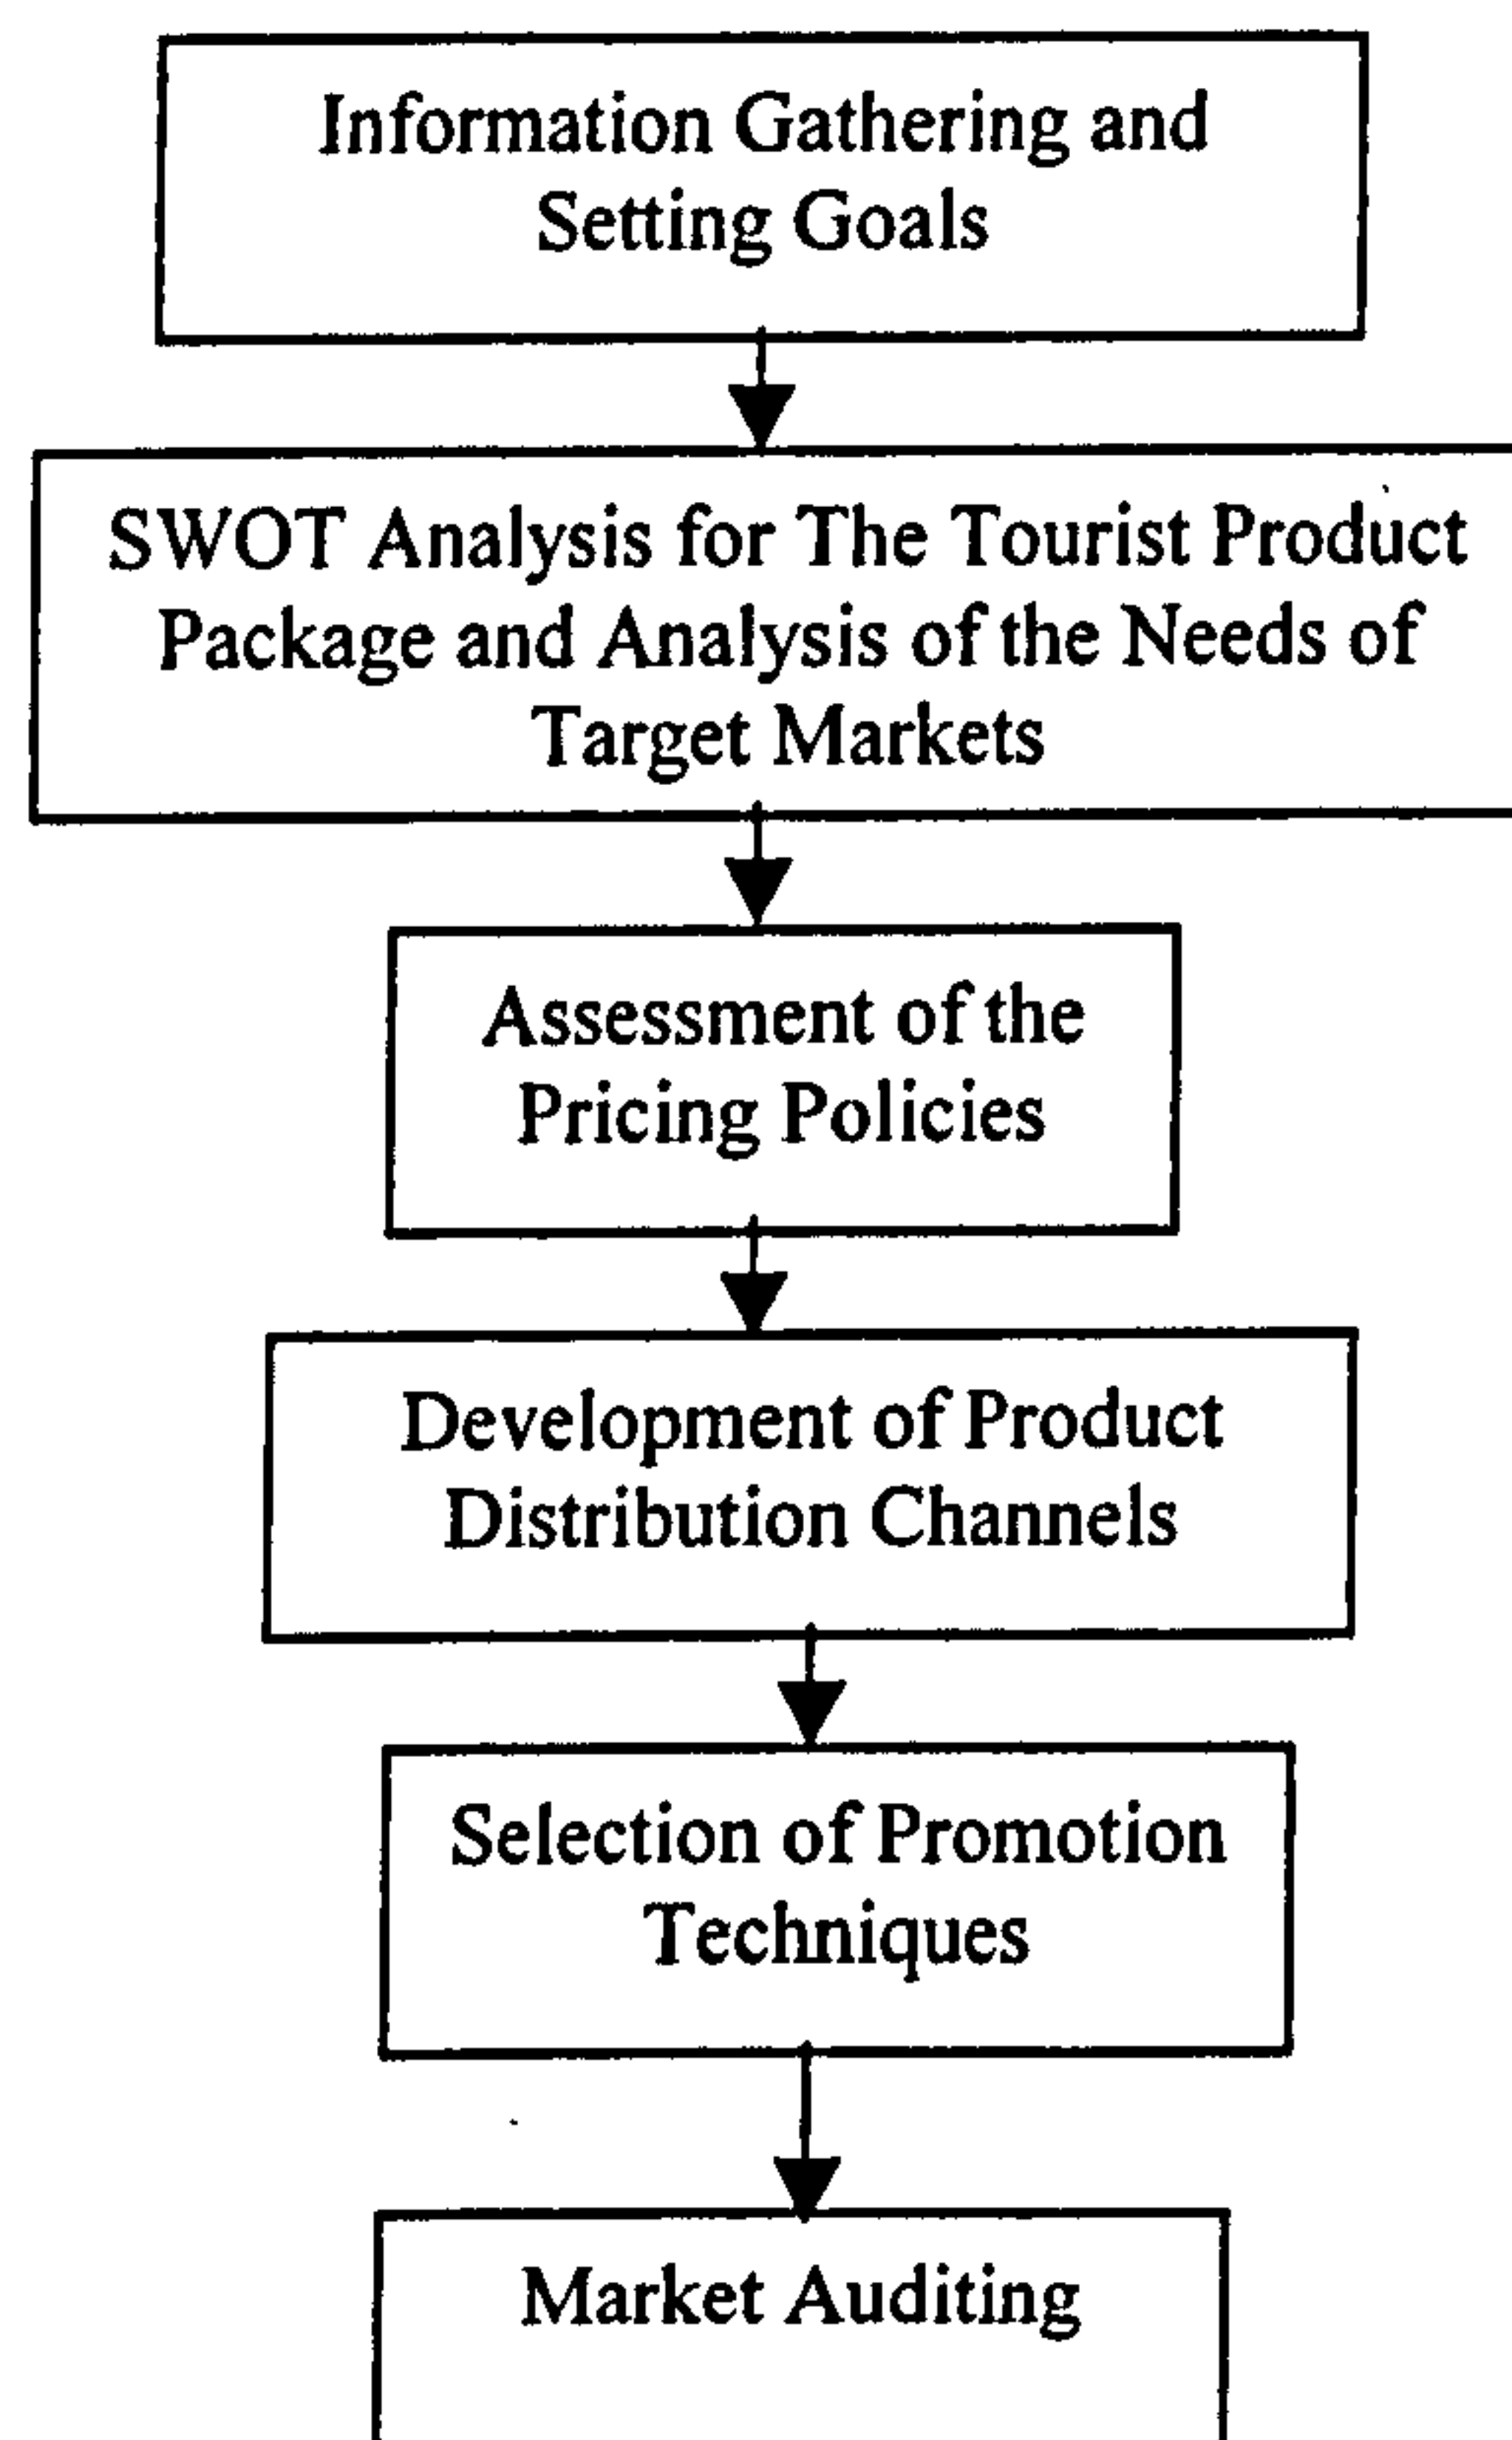 Information Gathering and
Setting Goals
SWOT Analysis for The Tourist Product
Package and Analysis of the Needs of
Target Markets
Assessment of the
Pricing Policies
Development of Product
Distribution Channels
Selection of Promotion
Techniques
Market Auditing